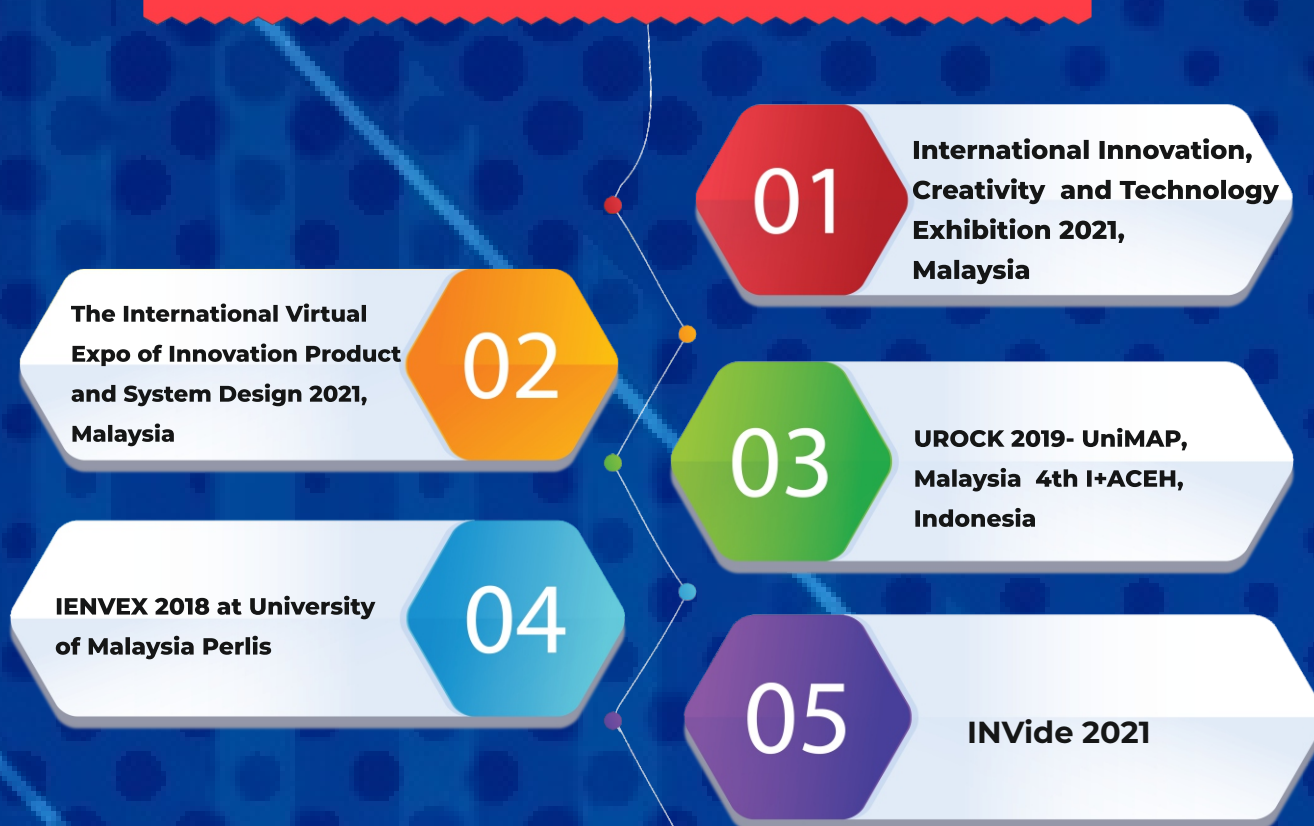 01
International Innovation,
Creativity and Technology
Exhibition 2021,
Malaysia
02
The International Virtual
Expo of Innovation Product
and System Design 2021,
Malaysia
03
UROCK 2019- UniMAP,
Malaysia 4th I+ACEH,
Indonesia
04
IENVEX 2018 at University
of Malaysia Perlis
05
INVide 2021